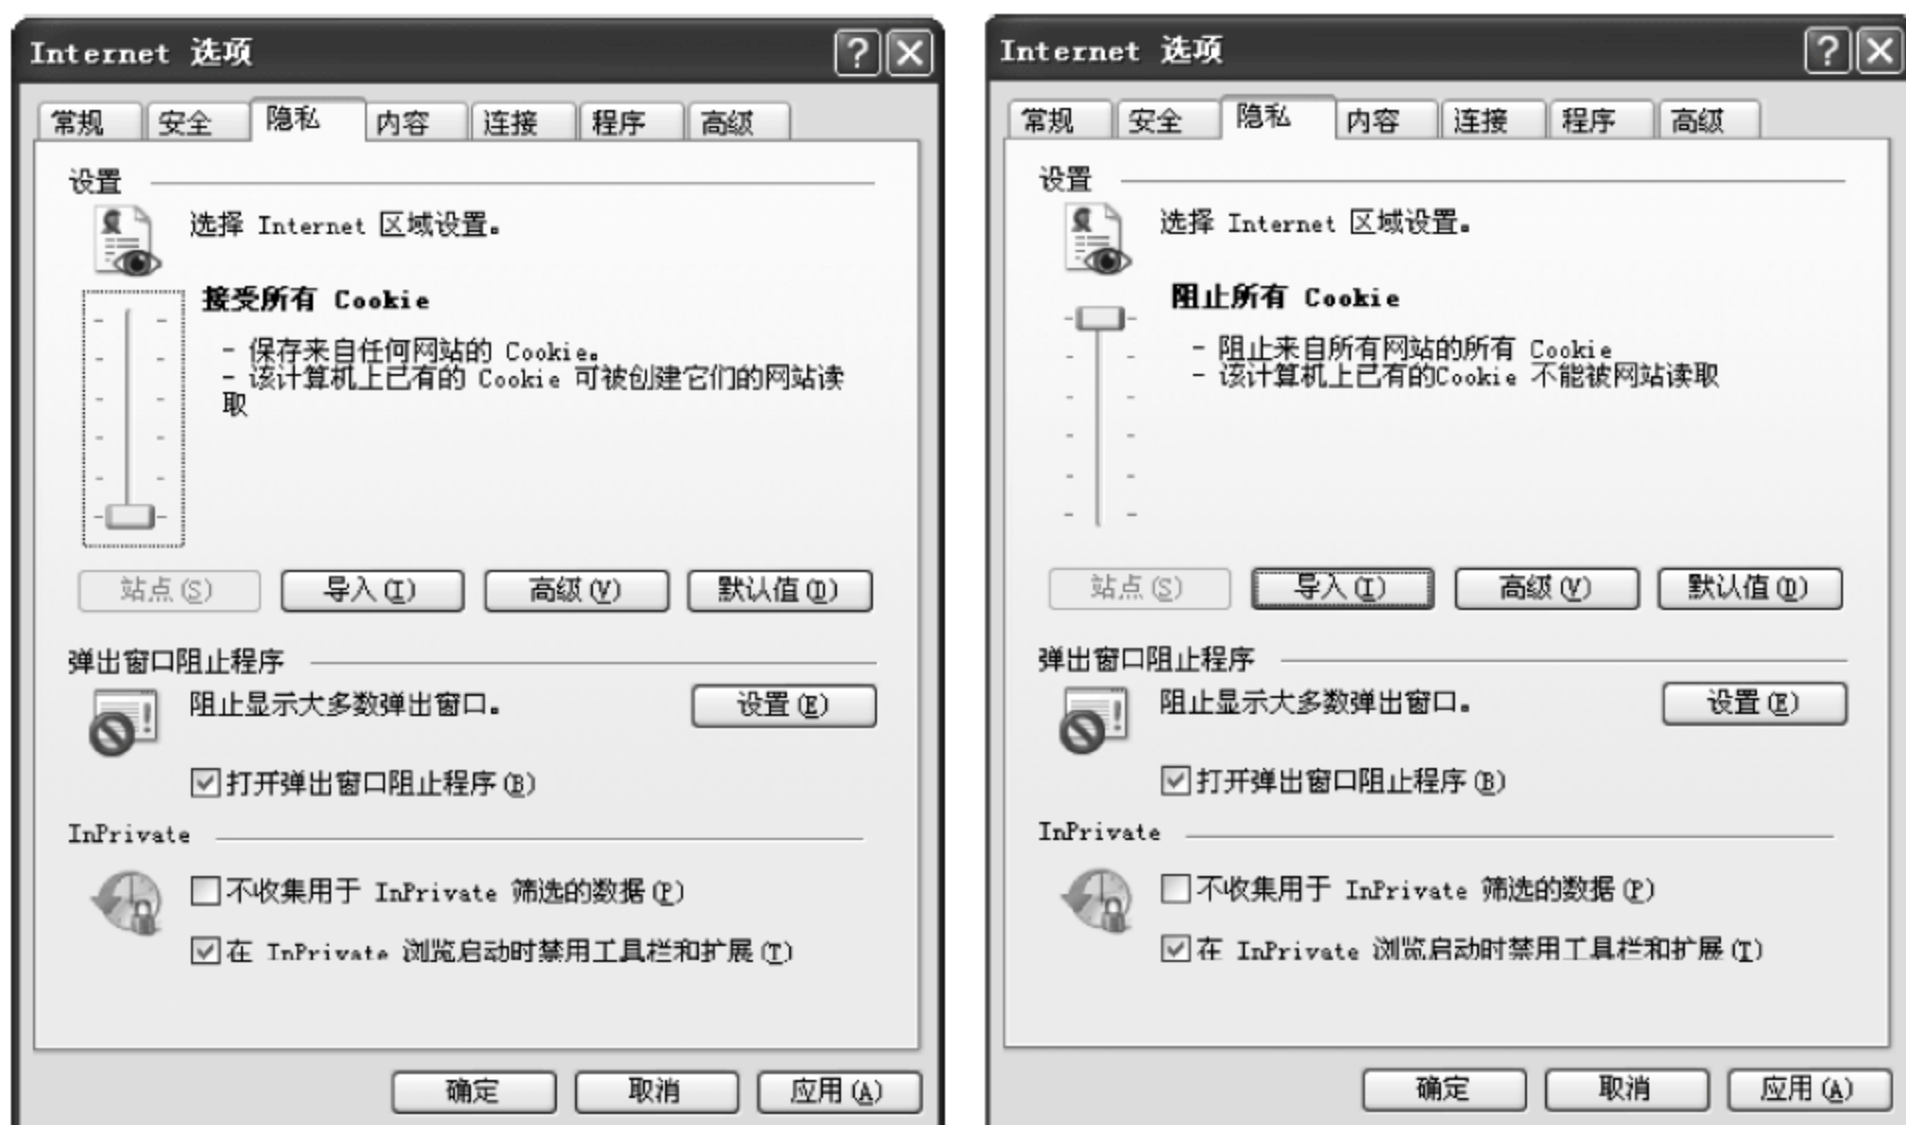 Internet 选项
常规 安全 隐私 内容 连接 程序 高级
设置
选择 Internet 区域设置。
接受所有 Cookie
- 保存来自任何网站的 Cookie。
- 该计算机上已有的 Cookie 可被创建它们的网站读
取
站点(S) 导入(I) 高级(V) 默认值(D)
弹出窗口阻止程序
阻止显示大多数弹出窗口。 设置(E)
打开弹出窗口阻止程序(B)
InPrivate
不收集用于 InPrivate 筛选的数据(P)
在 InPrivate 浏览启动时禁用工具栏和扩展(T)
确定 取消 应用(A)
Internet 选项
常规 安全 隐私 内容 连接 程序 高级
设置
选择 Internet 区域设置。
阻止所有 Cookie
- 阻止来自所有网站的所有 Cookie
- 该计算机上已有的Cookie 不能被网站读取
站点(S) 导入(I) 高级(V) 默认值(D)
弹出窗口阻止程序
阻止显示大多数弹出窗口。 设置(E)
打开弹出窗口阻止程序(B)
InPrivate
不收集用于 InPrivate 筛选的数据(P)
在 InPrivate 浏览启动时禁用工具栏和扩展(T)
确定 取消 应用(A)